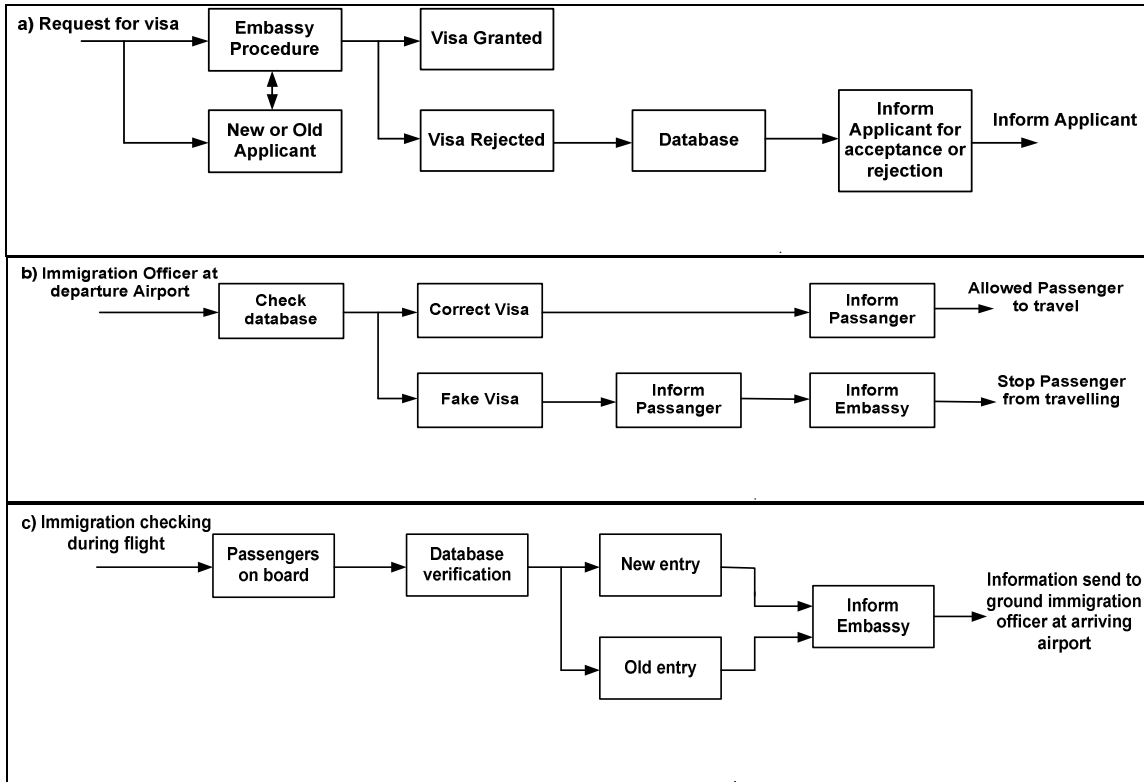 a) Request for visa
Embassy
Procedure
Visa Granted
New or Old
Applicant
Visa Rejected
Database
Inform
Applicant for
acceptance or
rejection
Inform Applicant
b) Immigration Officer at
departure Airport
Check
database
Correct Visa
Inform
Passanger
Allowed Passenger
to travel
Fake Visa
Inform
Passanger
Inform
Embassy
Stop Passenger
from travelling
c) Immigration checking
during flight
Passengers
on board
Database
verification
New entry
Old entry
Inform
Embassy
Information send to
ground immigration
officer at arriving
airport